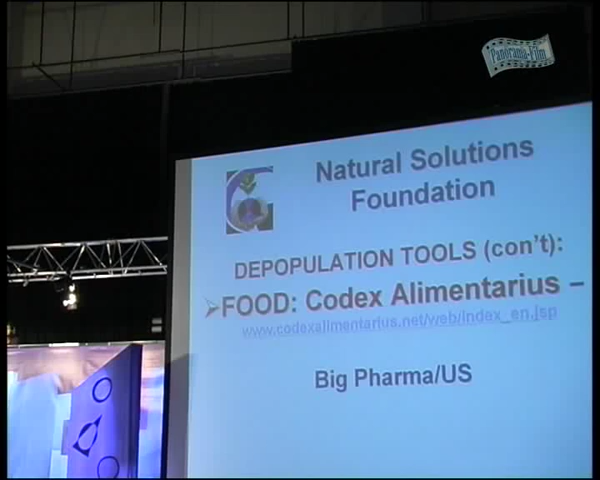 Panorama-Film
Natural Solutions
Foundation
DEPOPULATION TOOLS (con't):
➢FOOD: Codex Alimentarius –
www.codexalimentarius.net/web/index_en.jsp
Big Pharma/US